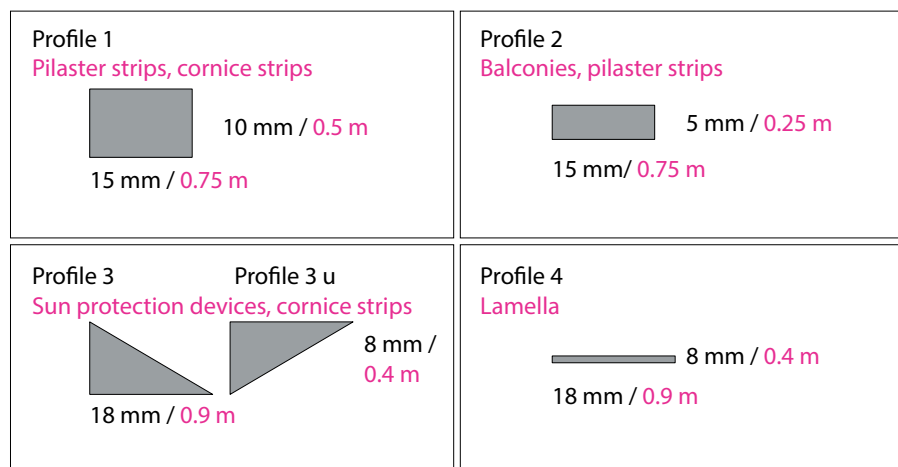 Profile 1
Pilaster strips, cornice strips
10 mm / 0.5 m
15 mm / 0.75 m
Profile 2
Balconies, pilaster strips
5 mm / 0.25 m
15 mm/ 0.75 m
Profile 3 Profile 3 u
Sun protection devices, cornice strips
8 mm /
0.4 m
18 mm / 0.9 m
Profile 4
Lamella
8 mm / 0.4 m
18 mm / 0.9 m